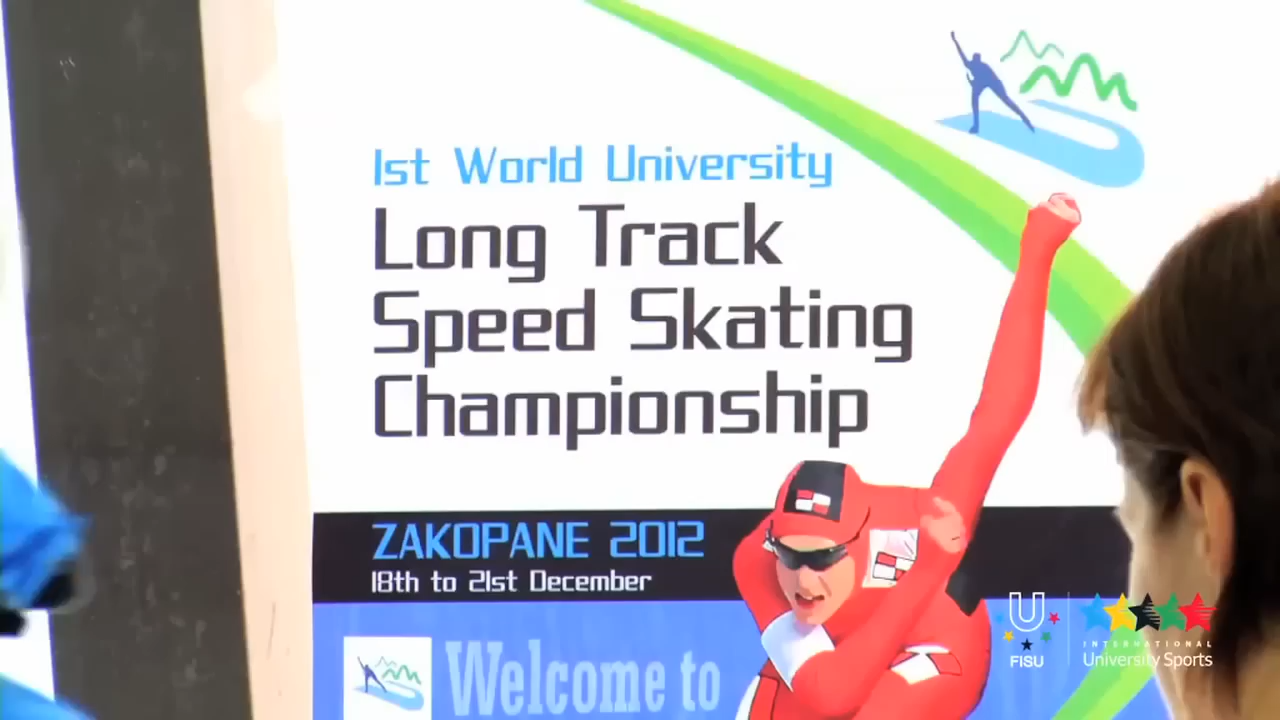 1st World University
Long Track
Speed Skating
Championship
ZAKOPANE 2012
18th to 21st December
Welcome to
FISU
INTERNATIONAL
University Sports